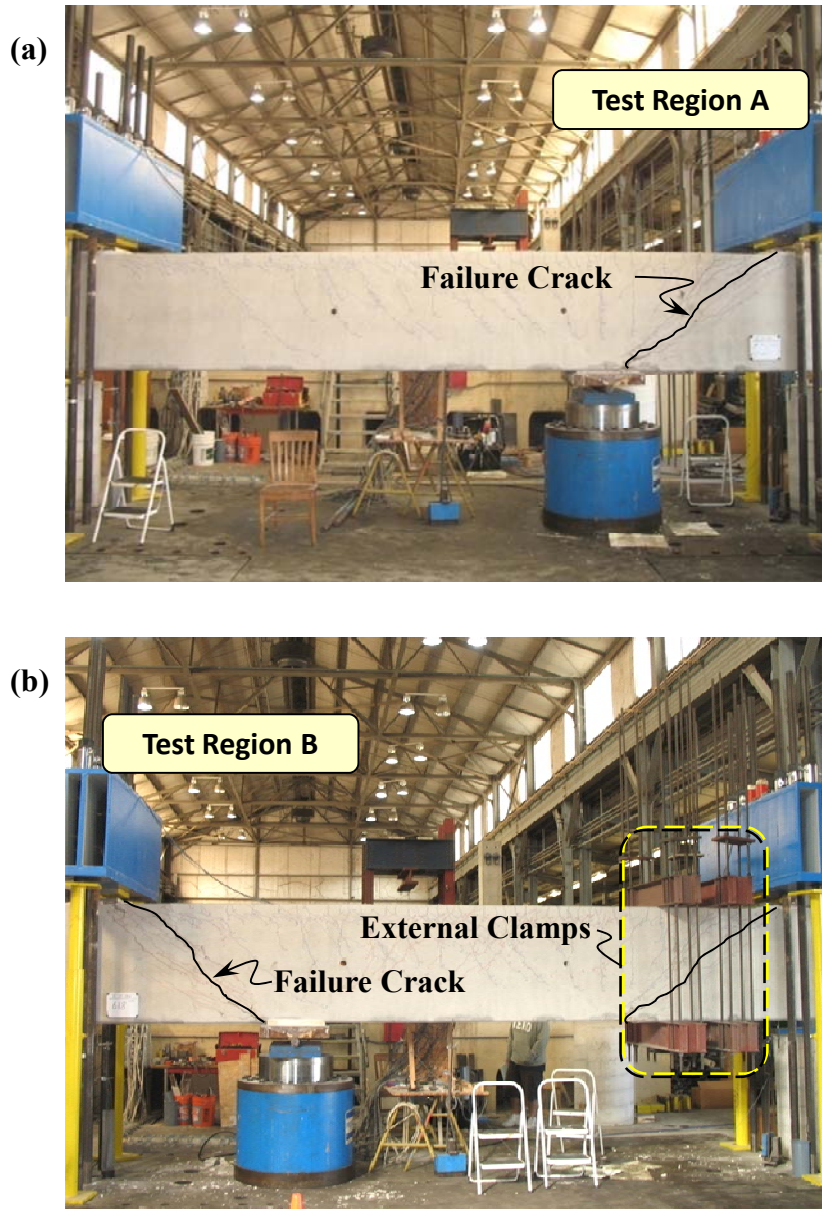 (a)
Test Region A
Failure Crack
(b)
Test Region B
External Clamps
Failure Crack